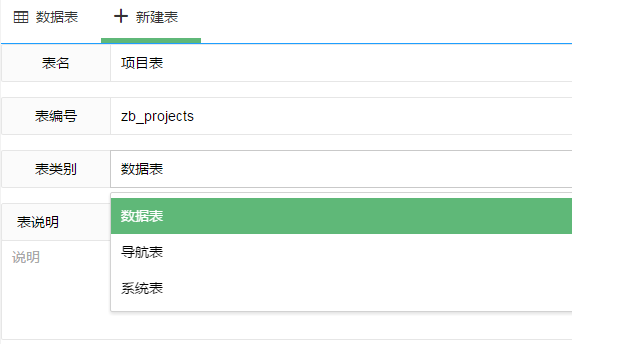 数据表 新建表
表名 项目表
表编号 zb_projects
表类别 数据表
数据表
表说明
导航表
说明
系统表